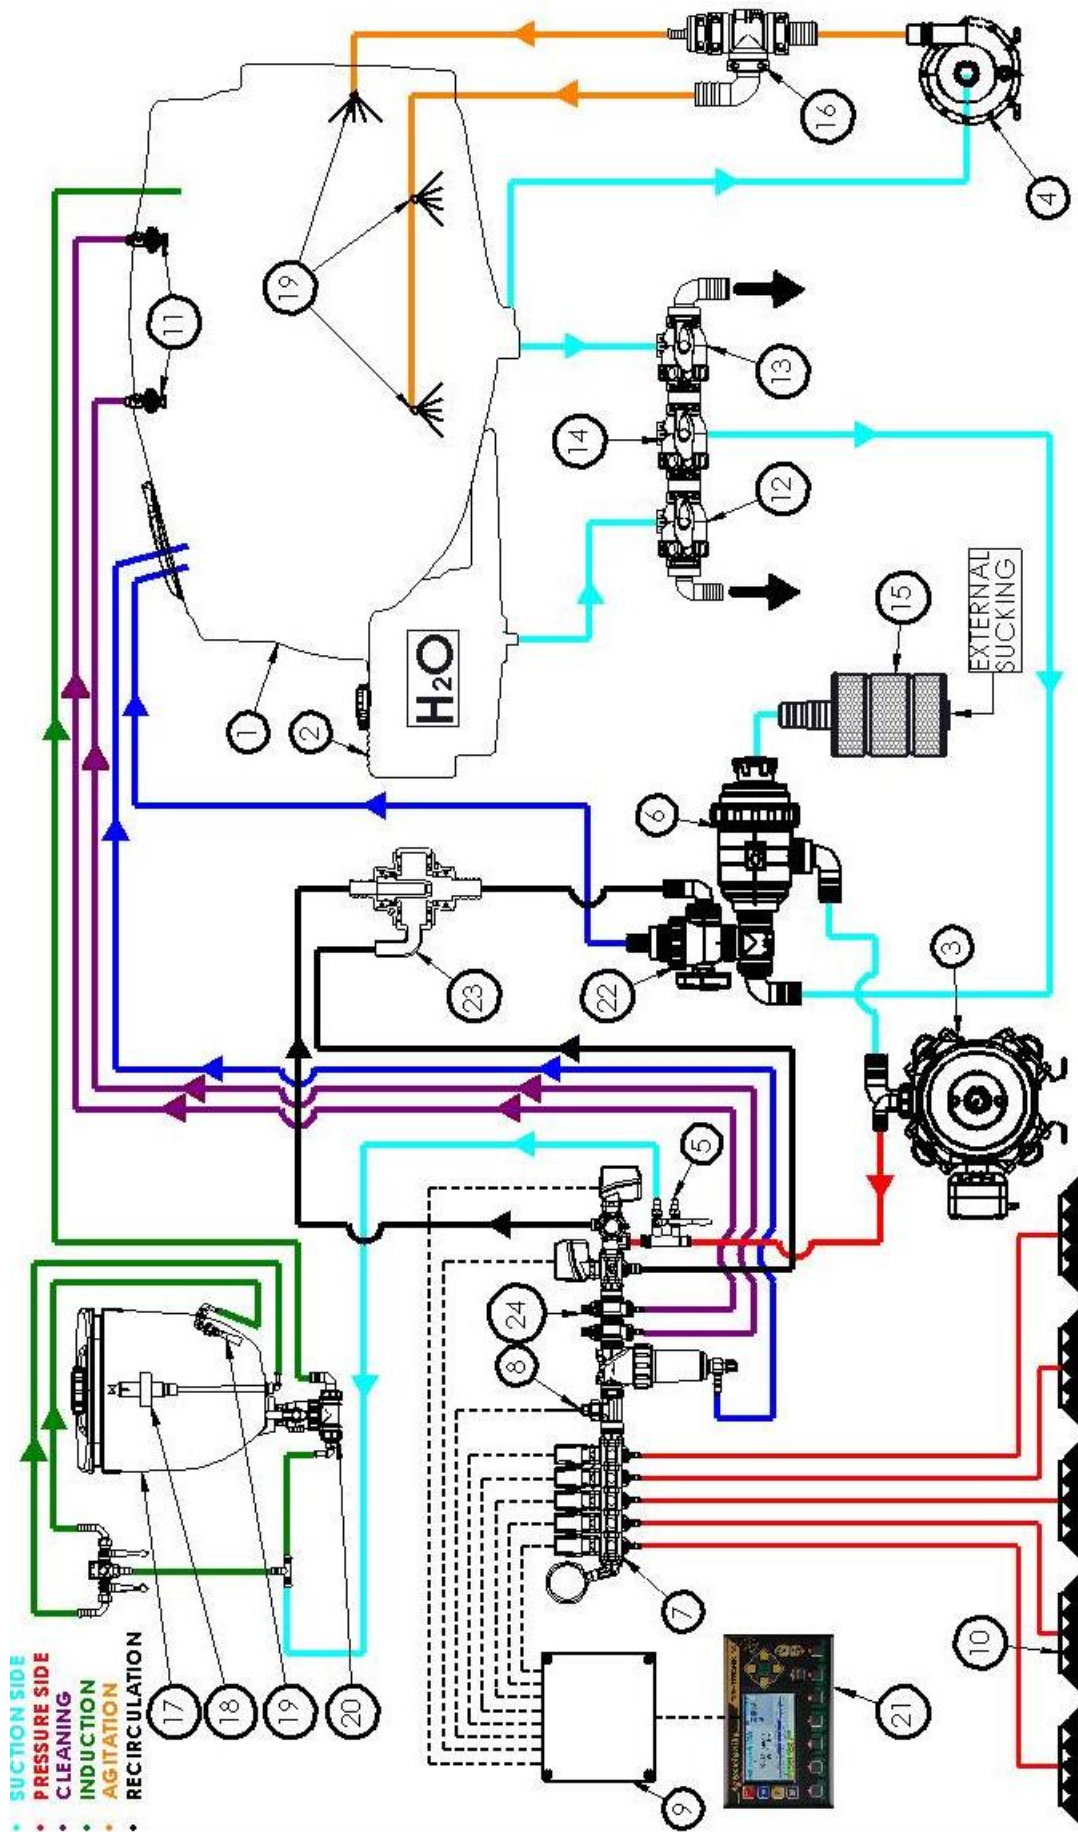 • SUCTION SIDE
• PRESSURE SIDE
• CLEANING
• INDUCTION
• AGITATION
• RECIRCULATION
17
18
19
20
9
21
7
8
24
5
10
3
23
22
6
15
EXTERNAL
SUCKING
1
2
H₂O
11
19
14
12
13
16
4